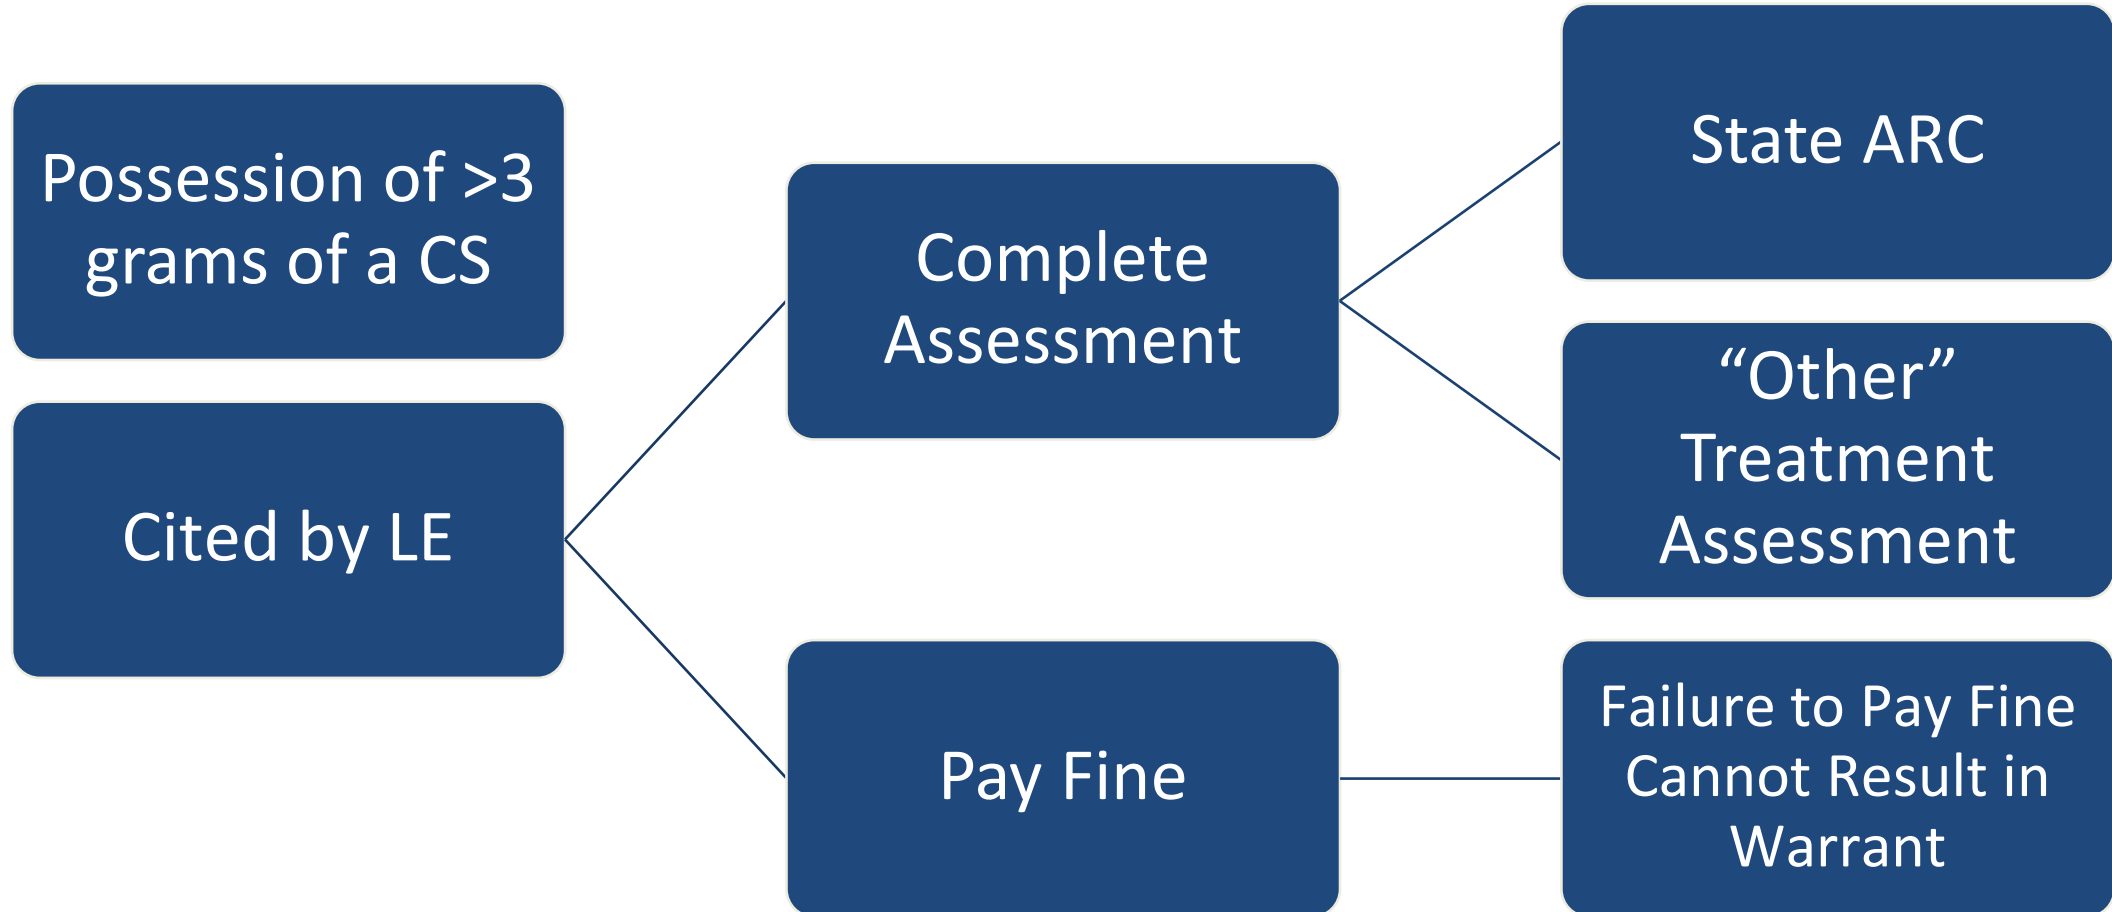 Possession of >3
grams of a CS
Cited by LE
Complete
Assessment
Pay Fine
State ARC
“Other”
Treatment
Assessment
Failure to Pay Fine
Cannot Result in
Warrant